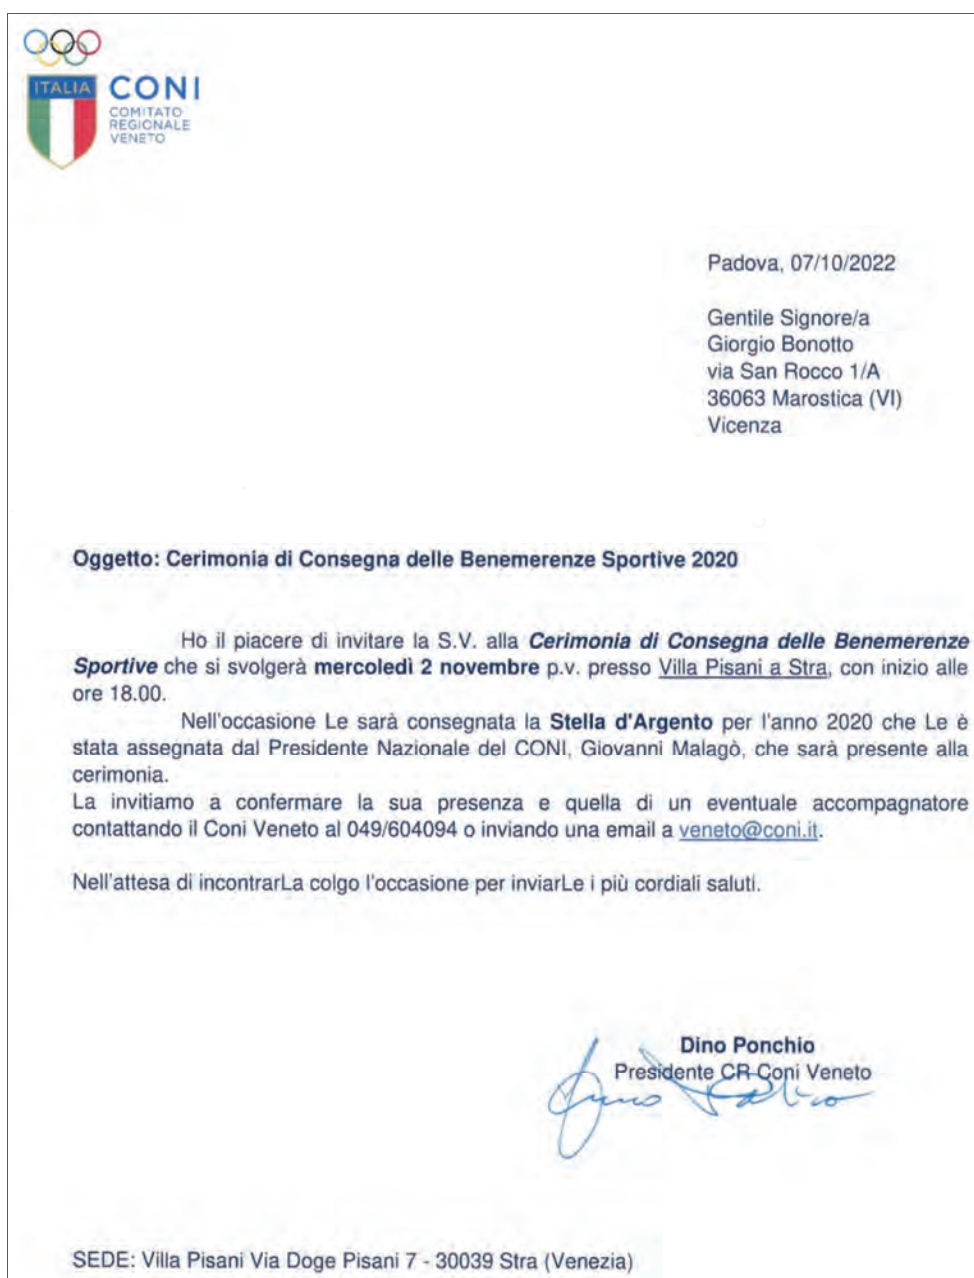 ITALIA
CONI
COMITATO
REGIONALE
VENETO
Padova, 07/10/2022
Gentile Signore/a
Giorgio Bonotto
via San Rocco 1/A
36063 Marostica (VI)
Vicenza
Oggetto: Cerimonia di Consegna delle Benemerenze Sportive 2020
Ho il piacere di invitare la S.V. alla Cerimonia di Consegna delle Benemerenze
Sportive che si svolgerà mercoledì 2 novembre p.v. presso Villa Pisani a Stra, con inizio alle
ore 18.00.
Nell'occasione Le sarà consegnata la Stella d'Argento per l'anno 2020 che Le è
stata assegnata dal Presidente Nazionale del CONI, Giovanni Malagò, che sarà presente alla
cerimonia.
La invitiamo a confermare la sua presenza e quella di un eventuale accompagnatore
contattando il Coni Veneto al 049/604094 o inviando una email a veneto@coni.it.
Nell'attesa di incontrarLa colgo l'occasione per inviarLe i più cordiali saluti.
Dino Ponchio
Presidente CR Coni Veneto
SEDE: Villa Pisani Via Doge Pisani 7 - 30039 Stra (Venezia)